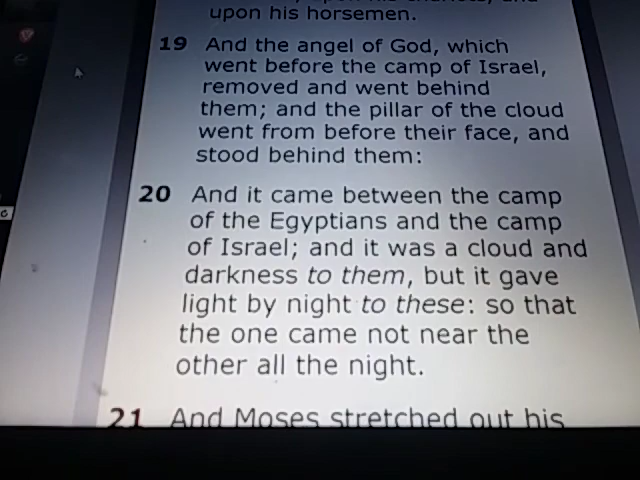 upon his horsemen.
19 And the angel of God, which
went before the camp of Israel,
removed and went behind
them; and the pillar of the cloud
went from before their face, and
stood behind them:
20 And it came between the camp
of the Egyptians and the camp
of Israel; and it was a cloud and
darkness to them, but it gave
light by night to these: so that
the one came not near the
other all the night.
21 And Moses stretched out his